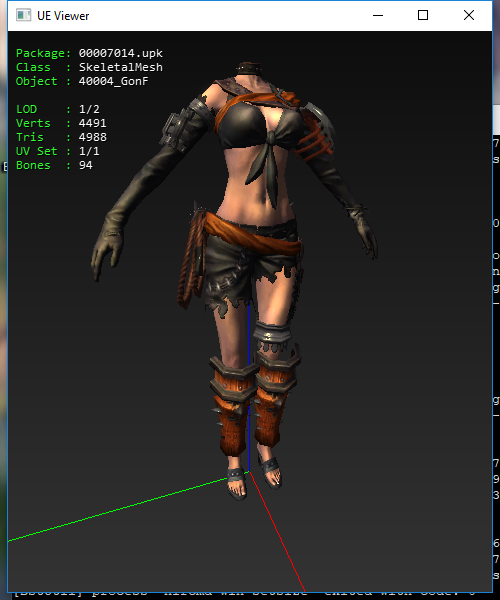 UE Viewer
Package: 00007014.upk
Class : SkeletalMesh
Object : 40004_GonF
LOD : 1/2
Verts : 4491
Tris : 4988
UV Set : 1/1
Bones : 94